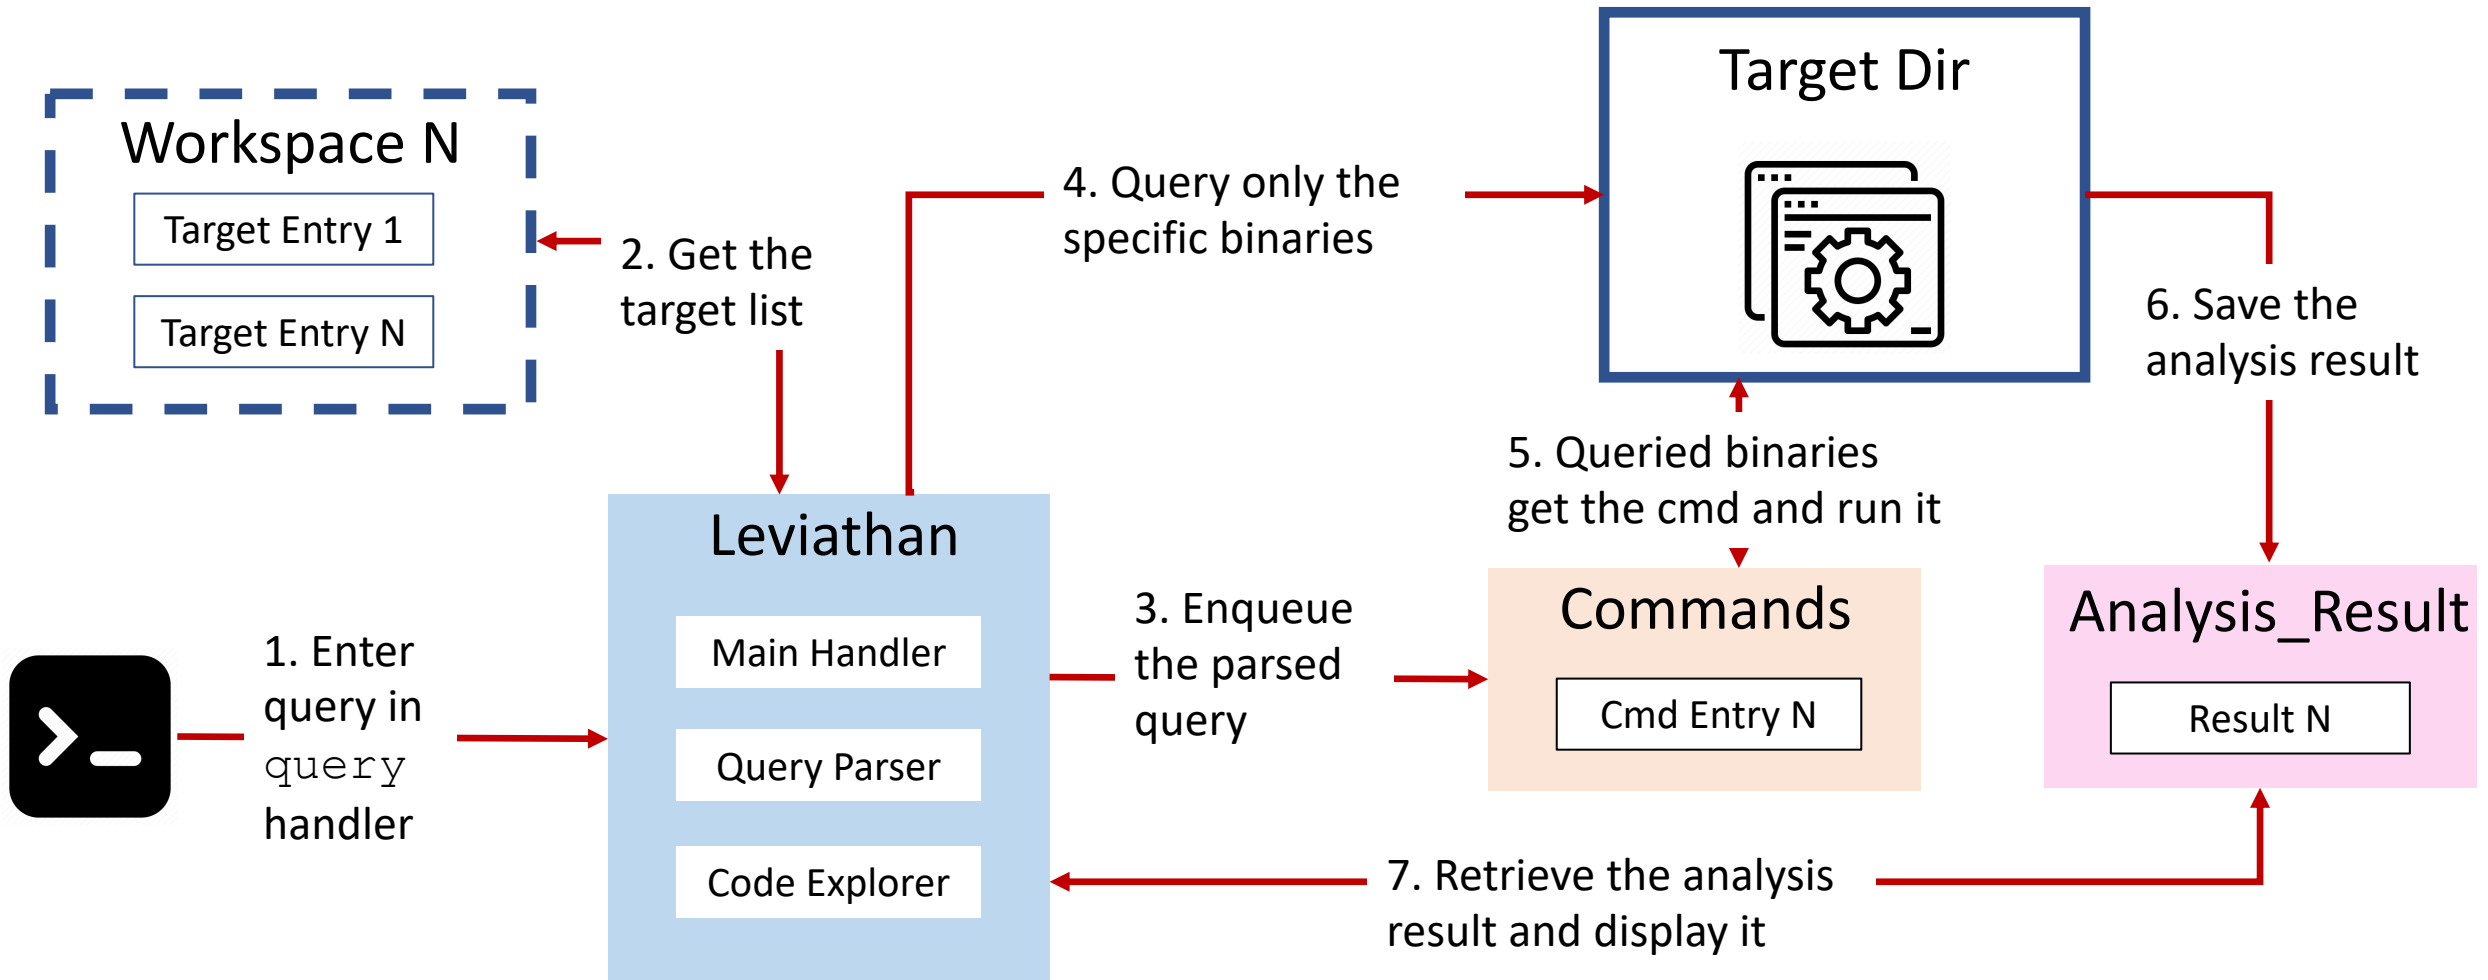 Workspace N
Target Entry 1
Target Entry N
2. Get the
target list
4. Query only the
specific binaries
Target Dir
6. Save the
analysis result
5. Queried binaries
get the cmd and run it
1. Enter
query in
query
handler
Leviathan
Main Handler
Query Parser
Code Explorer
3. Enqueue
the parsed
query
Commands
Cmd Entry N
Analysis_Result
Result N
7. Retrieve the analysis
result and display it